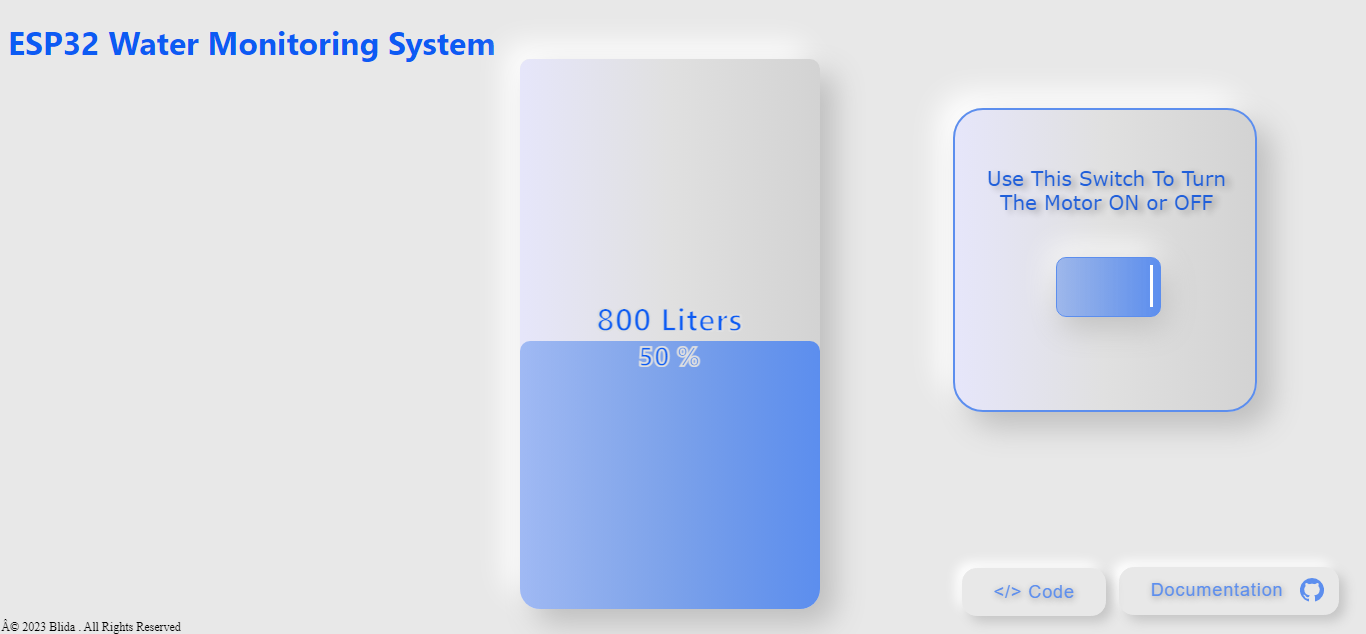 ESP32 Water Monitoring System
800 Liters
50 %
Use This Switch To Turn
The Motor ON or OFF
</> Code
Documentation
Â© 2023 Blida . All Rights Reserved